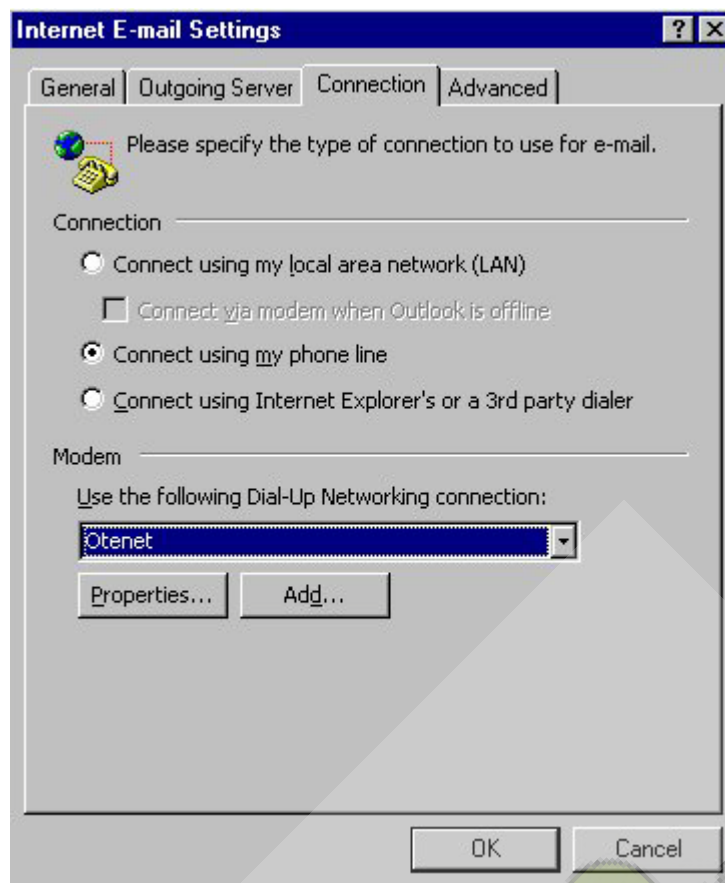 Internet E-mail Settings
General Outgoing Server Connection Advanced
Please specify the type of connection to use for e-mail.
Connection
Connect using my local area network (LAN)
Connect via modem when Outlook is offline
Connect using my phone line
Connect using Internet Explorer's or a 3rd party dialer
Modem
Use the following Dial-Up Networking connection:
Otenet
Properties... Add...
OK Cancel